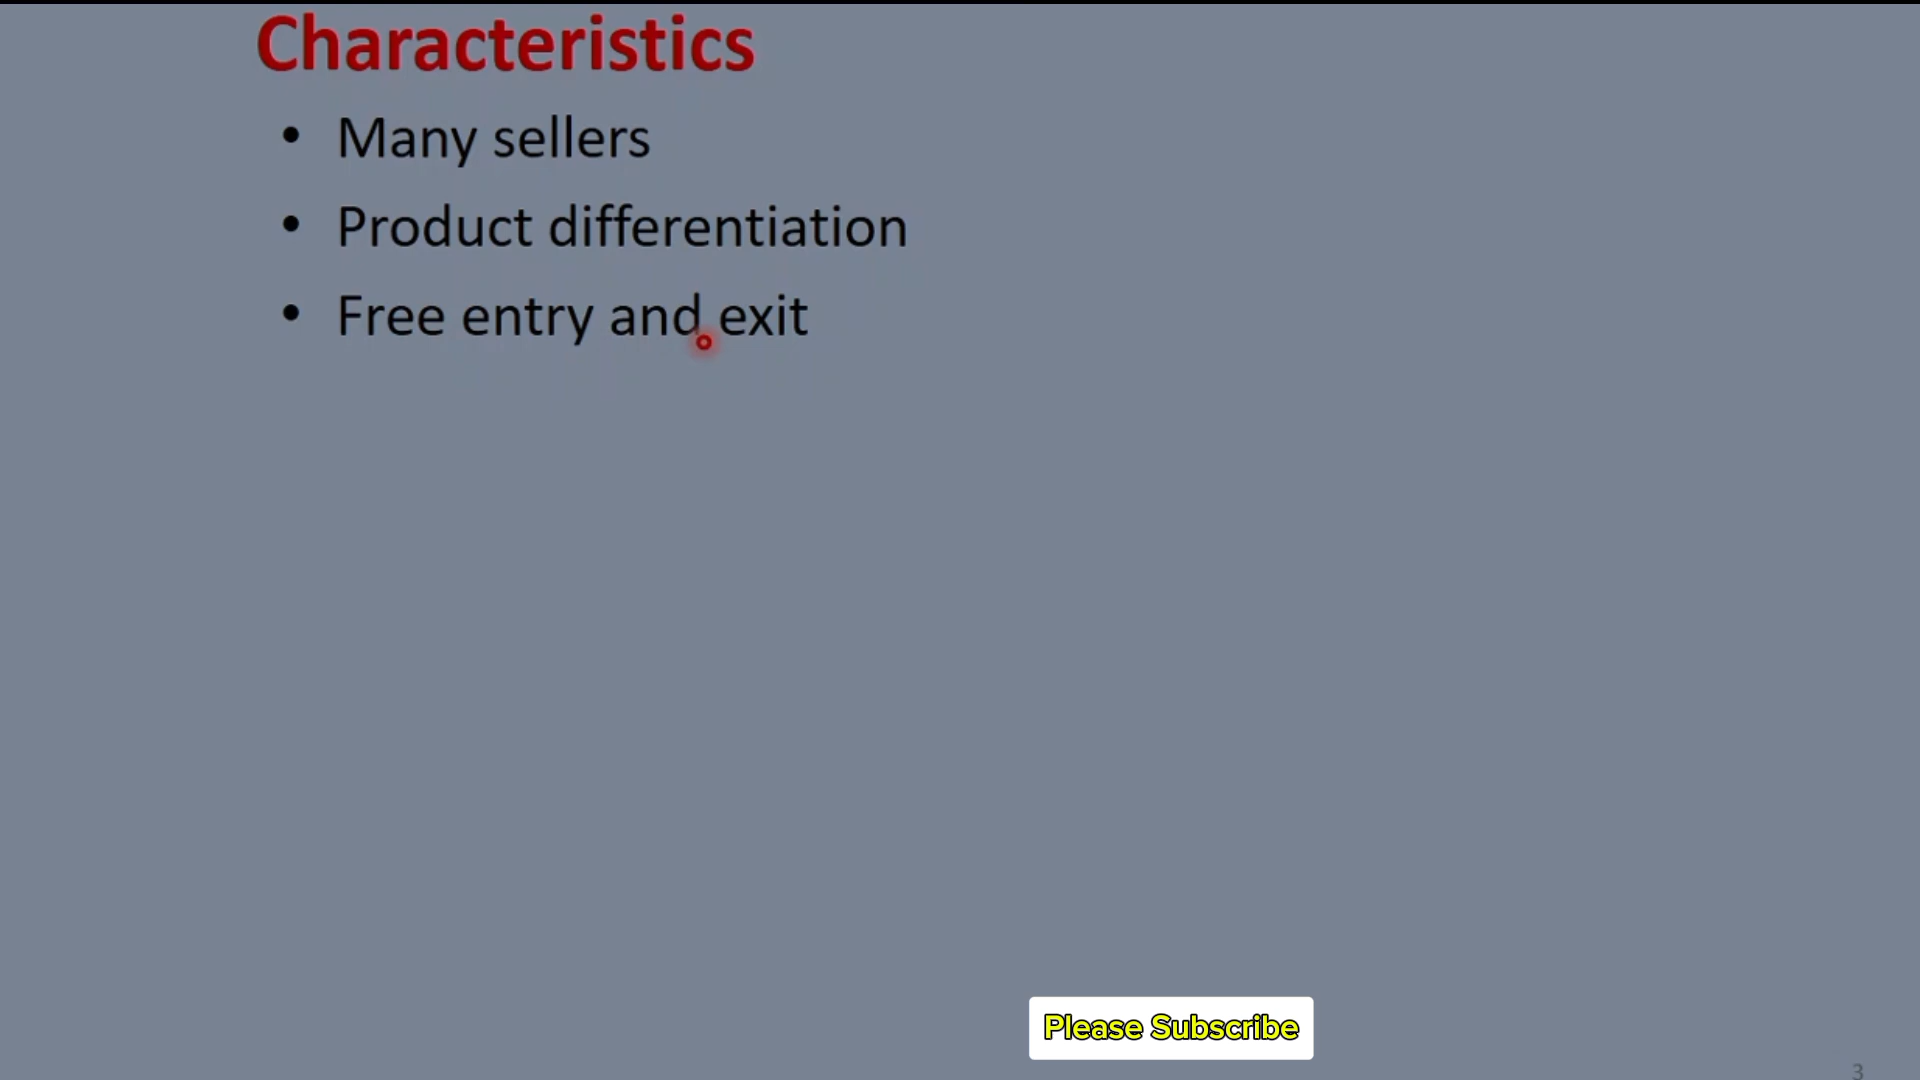 Characteristics
• Many sellers
• Product differentiation
• Free entry and exit
Please Subscribe
3